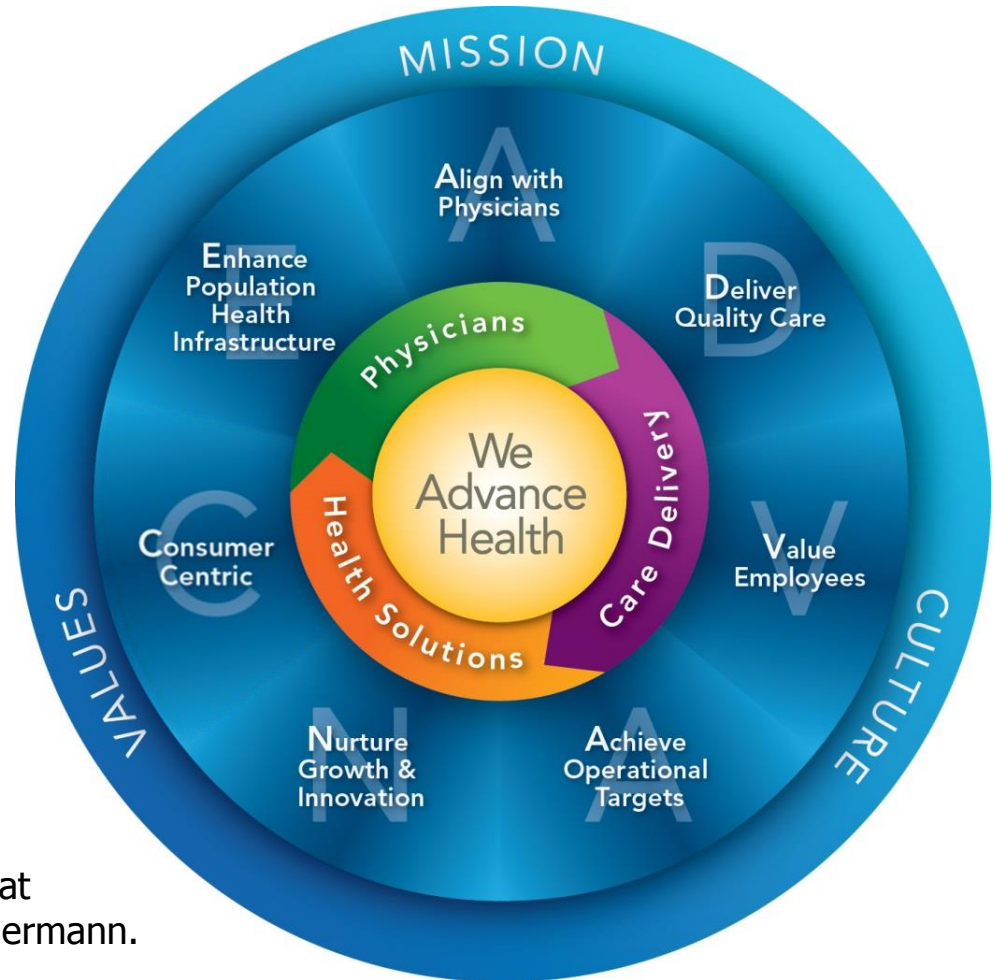 MISSION
A
Align with
Physicians
D
Deliver
Quality Care
V
Value
Employees
CULTURE
A
Achieve
Operational
Targets
N
Nurture
Growth &
Innovation
VALUES
C
Consumer
Centric
E
Enhance
Population
Health
Infrastructure
Physicians
Care Delivery
Health Solutions
We
Advance
Health
at
ermann.